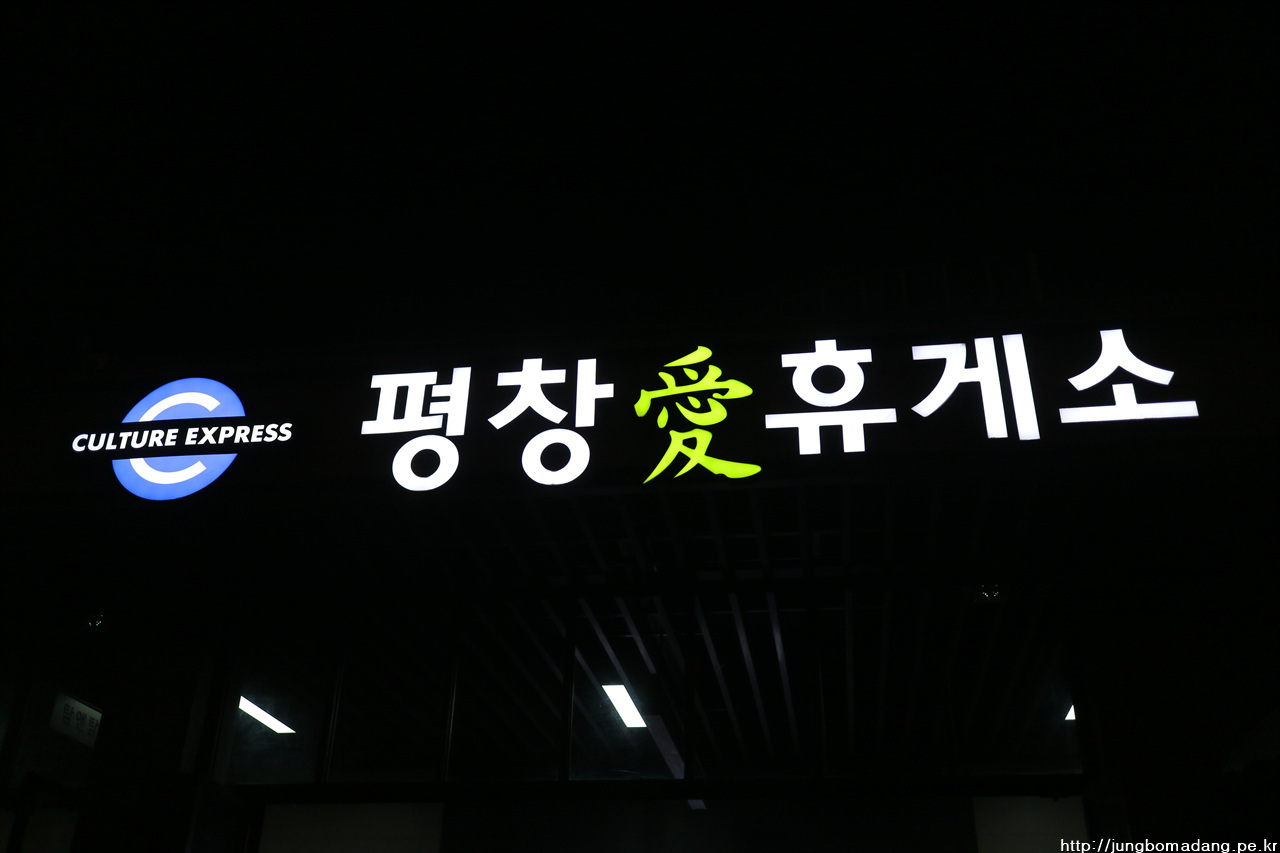 CULTURE EXPRESS
평창愛휴게소
http://jungbomadang.pe.kr